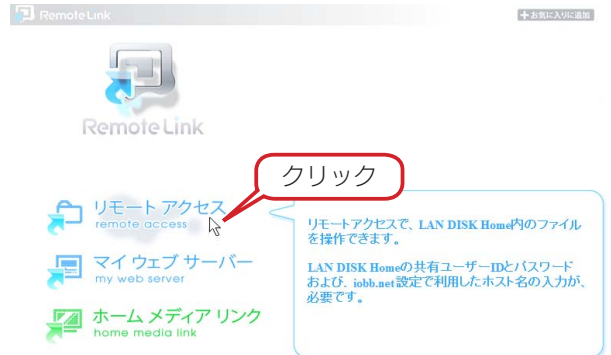 Remote Link
お気に入りに追加
Remote Link
クリック
リモート アクセス
remote access
リモートアクセスで、LAN DISK Home内のファイル
を操作できます。
マイ ウェブ サーバー
my web server
LAN DISK Homeの共有ユーザーIDとパスワード
および、iobb.net設定で利用したホスト名の入力が、
必要です。
ホーム メディア リンク
home media link